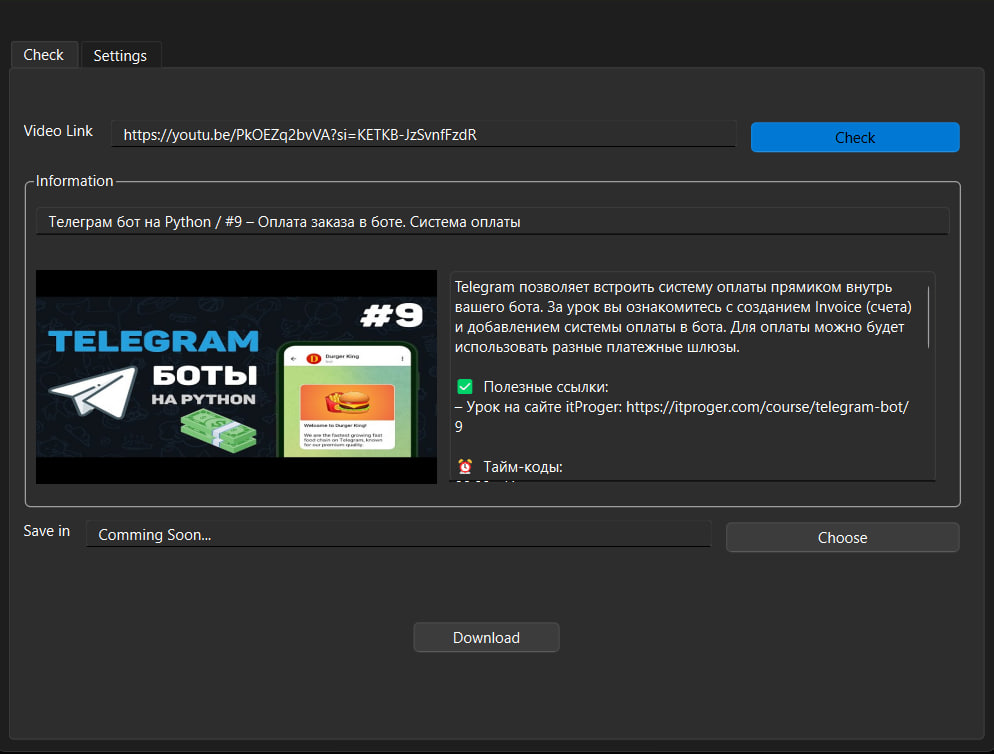 Check
Settings
Video Link
https://youtu.be/PkOEZq2bvVA?si=KETKB-JzSvnfFzdR
Check
Information
Телеграм бот на Python / #9 – Оплата заказа в боте. Система оплаты
#9
TELEGRAM
БОТЫ
НА PYTHON
Durger King
Welcome to Durger King!
We are the fastest growing fast
food chain on Telegram, known
for our premium quality.
Telegram позволяет встроить систему оплаты прямиком внутрь
вашего бота. За урок вы ознакомитесь с созданием Invoice (счета)
и добавлением системы оплаты в бота. Для оплаты можно будет
использовать разные платежные шлюзы.
✅ Полезные ссылки:
– Урок на сайте itProger: https://itproger.com/course/telegram-bot/
9
⏰ Тайм-коды:
Save in
Comming Soon...
Choose
Download